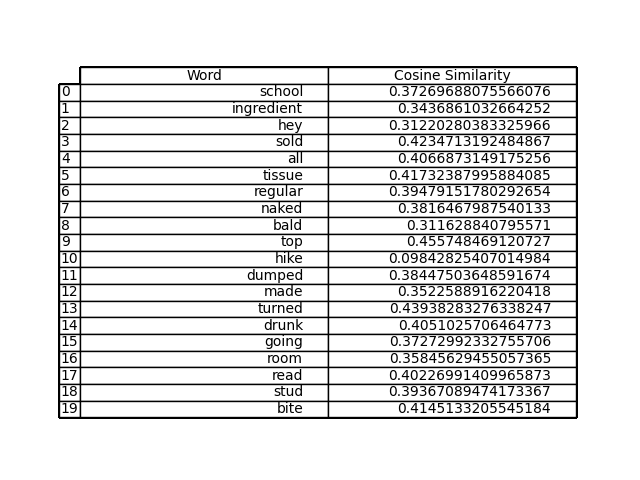 Word Cosine Similarity
0 school 0.37269688075566076
1 ingredient 0.3436861032664252
2 hey 0.31220280383325966
3 sold 0.4234713192484867
4 all 0.4066873149175256
5 tissue 0.41732387995884085
6 regular 0.39479151780292654
7 naked 0.3816467987540133
8 bald 0.311628840795571
9 top 0.455748469120727
10 hike 0.09842825407014984
11 dumped 0.38447503648591674
12 made 0.3522588916220418
13 turned 0.43938283276338247
14 drunk 0.4051025706464773
15 going 0.37272992332755706
16 room 0.35845629455057365
17 read 0.40226991409965873
18 stud 0.39367089474173367
19 bite 0.4145133205545184